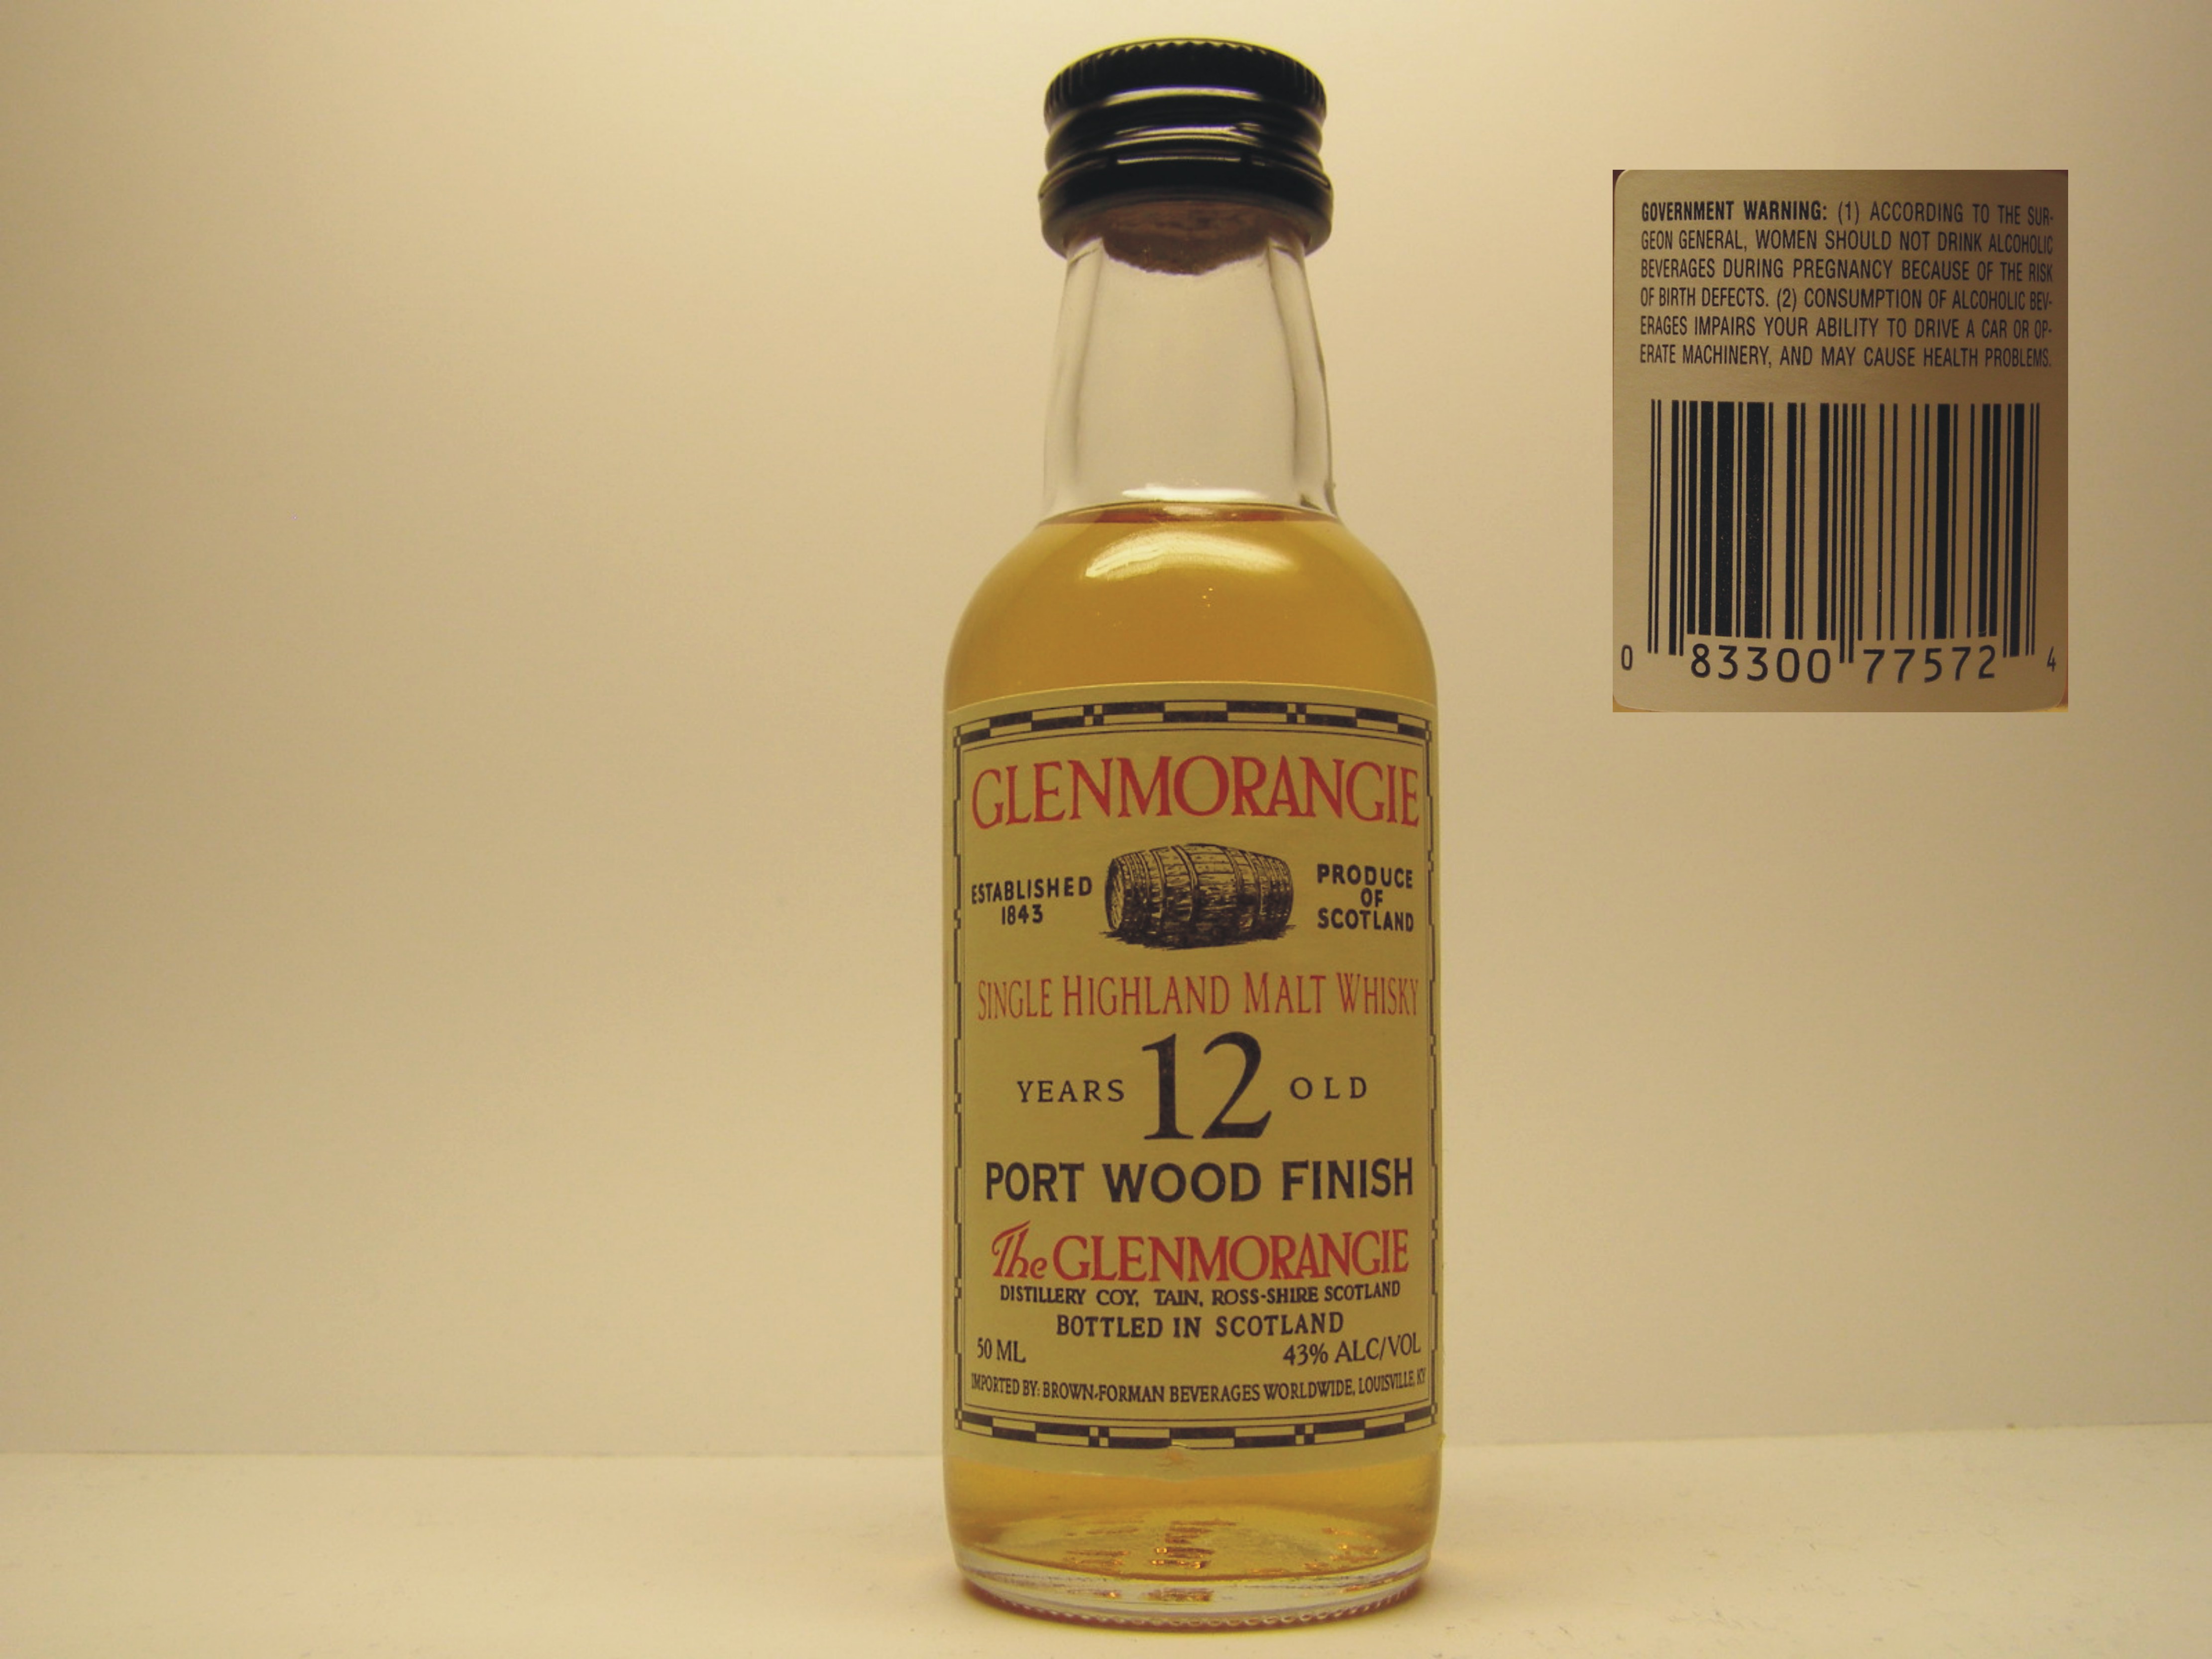 GLENMORANGIE
ESTABLISHED
1843
PRODUCE
OF
SCOTLAND
SINGLE HIGHLAND MALT WHISKY
YEARS 12 OLD
PORT WOOD FINISH
The GLENMORANGIE
DISTILLERY COY, TAIN, ROSS-SHIRE SCOTLAND
BOTTLED IN SCOTLAND
50 ML 43% ALC/VOL
IMPORTED BY: BROWN-FORMAN BEVERAGES WORLDWIDE, LOUISVILLE, KY
GOVERNMENT WARNING: (1) ACCORDING TO THE SUR-
GEON GENERAL, WOMEN SHOULD NOT DRINK ALCOHOLIC
BEVERAGES DURING PREGNANCY BECAUSE OF THE RISK
OF BIRTH DEFECTS. (2) CONSUMPTION OF ALCOHOLIC BEV-
ERAGES IMPAIRS YOUR ABILITY TO DRIVE A CAR OR OP-
ERATE MACHINERY, AND MAY CAUSE HEALTH PROBLEMS.
0 83300 77572 4